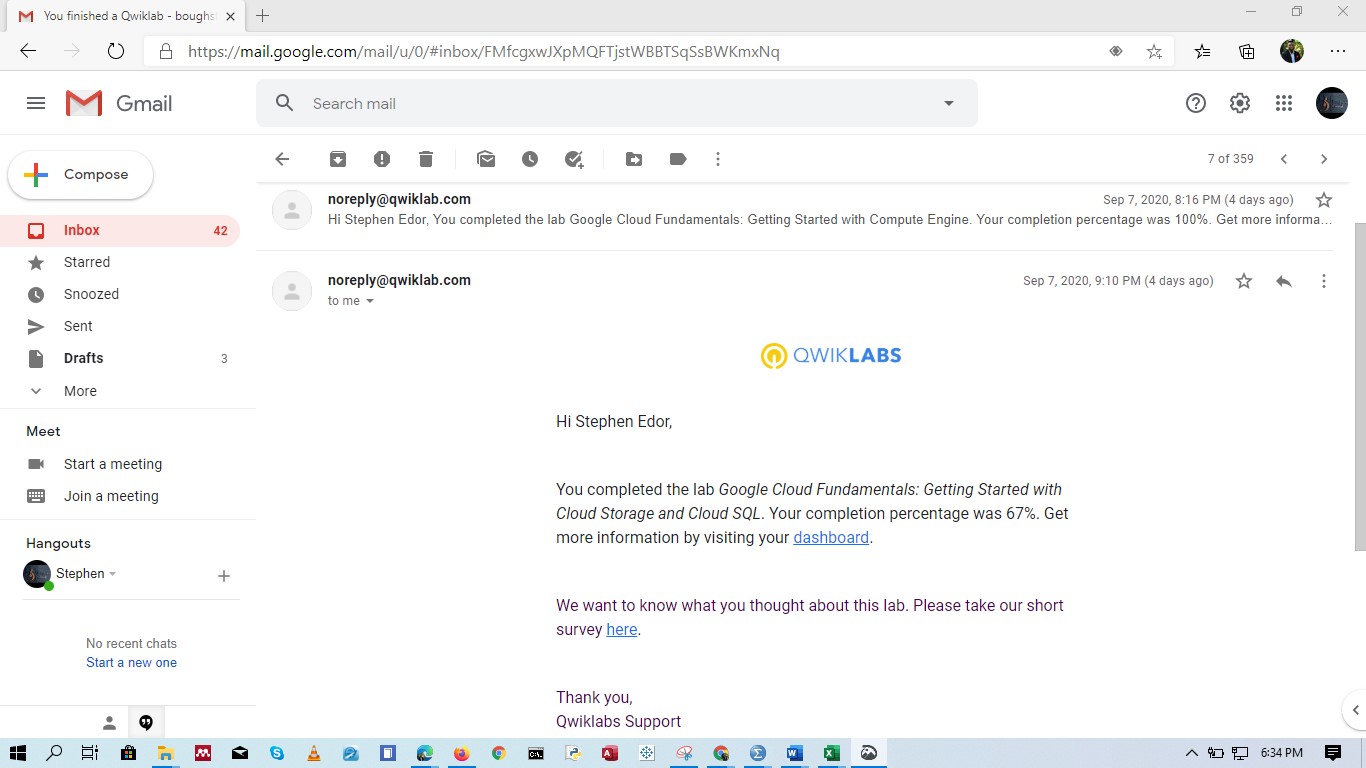 You finished a Qwiklab - boughs
https://mail.google.com/mail/u/0/#inbox/FMfcgxwJXpMQFTjstWBBTSqSsBWKmxNq
Gmail
Search mail
Compose
7 of 359
Inbox 42
Starred
Snoozed
Sent
Drafts 3
More
Meet
Start a meeting
Join a meeting
Hangouts
Stephen
No recent chats
Start a new one
noreply@qwiklab.com
Sep 7, 2020, 8:16 PM (4 days ago)
Hi Stephen Edor, You completed the lab Google Cloud Fundamentals: Getting Started with Compute Engine. Your completion percentage was 100%. Get more informa...
noreply@qwiklab.com
Sep 7, 2020, 9:10 PM (4 days ago)
to me
QWIKLABS
Hi Stephen Edor,
You completed the lab Google Cloud Fundamentals: Getting Started with
Cloud Storage and Cloud SQL. Your completion percentage was 67%. Get
more information by visiting your dashboard.
We want to know what you thought about this lab. Please take our short
survey here.
Thank you,
Qwiklabs Support
6:34 PM